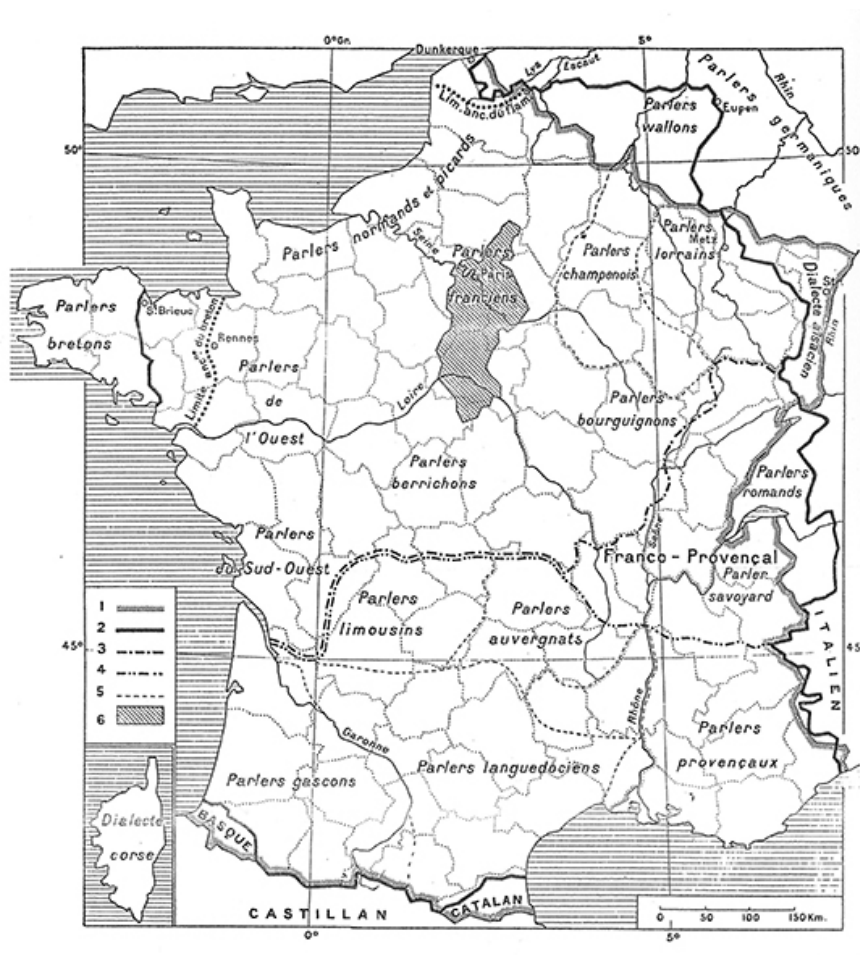 0°Gn
5°
Dunkerque
Lys
Escaut
Rhin
Parlers germaniques
Lim. anc. du flam.
Parlers
wallons
Eupen
50°
50
Parlers normands et picards
Seine
Parlers
Paris
franciens
Parlers
champenois
Parlers
Metz
lorrains
Dialecte alsacien
St
Rhin
Parlers
bretons
S. Brieuc
Limite anc. du breton
Rennes
Parlers
de
l'Ouest
Loire
Parlers
bourguignons
Parlers
berrichons
Parlers
romands
Parlers
du Sud-Ouest
Saône
Franco-Provençal
Parler
savoyard
Parlers
limousins
Parlers
auvergnats
1
2
3
4
5
6
45°
45
ITALIEN
Rhône
Garonne
Parlers
provençaux
Parlers gascons
Parlers languedociens
Dialecte
corse
BASQUE
CASTILLAN
CATALAN
0 50 100 150 Km.
0°
5°